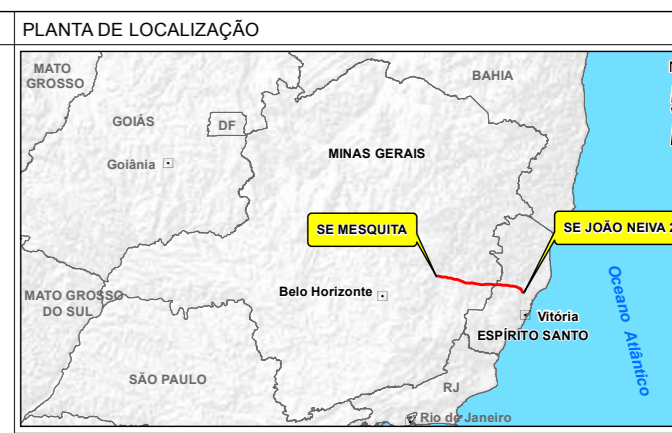 PLANTA DE LOCALIZAÇÃO
MATO
GROSSO
BAHIA
GOIÁS
DF
Goiânia
MINAS GERAIS
SE MESQUITA
SE JOÃO NEIVA 2
Belo Horizonte
MATO GROSSO
DO SUL
Oceano Atlântico
Vitória
ESPÍRITO SANTO
SÃO PAULO
RJ
Rio de Janeiro